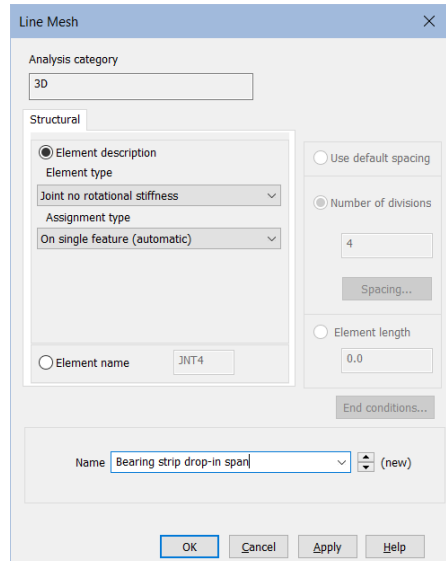 Line Mesh
Analysis category
3D
Structural
Element description
Element type
Joint no rotational stiffness
Assignment type
On single feature (automatic)
Element name
JNT4
Use default spacing
Number of divisions
4
Spacing...
Element length
0.0
End conditions...
Name
Bearing strip drop-in span
(new)
OK
Cancel
Apply
Help